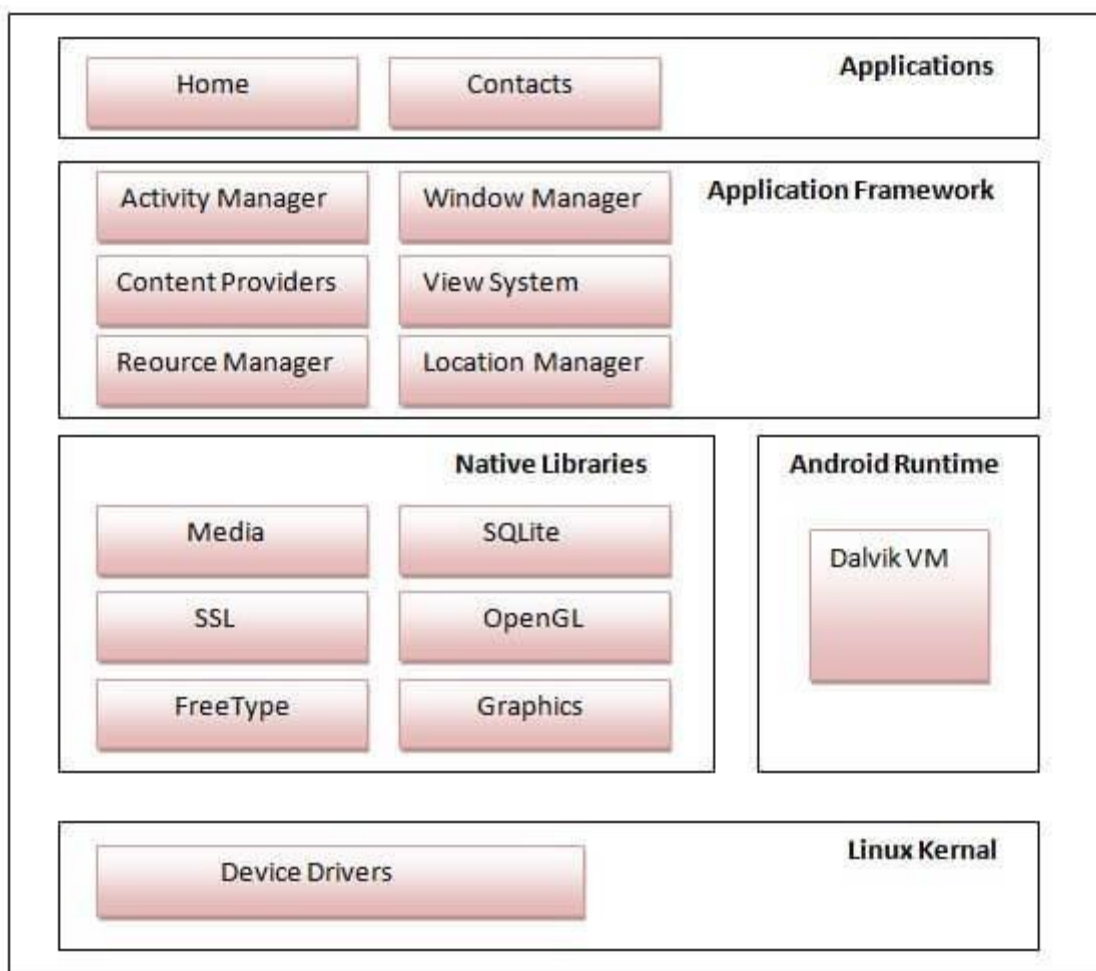 Applications
Home
Contacts
Application Framework
Activity Manager
Window Manager
Content Providers
View System
Reource Manager
Location Manager
Native Libraries
Media
SQLite
SSL
OpenGL
FreeType
Graphics
Android Runtime
Dalvik VM
Linux Kernal
Device Drivers